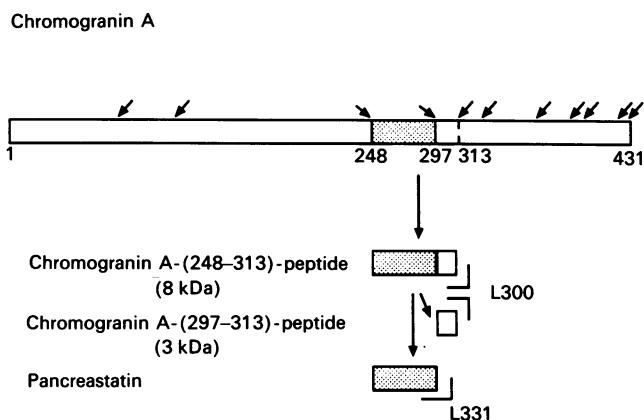 Chromogranin A
1 248 297 313 431
Chromogranin A-(248–313)-peptide
(8 kDa)
L300
Chromogranin A-(297–313)-peptide
(3 kDa)
Pancreastatin
L331